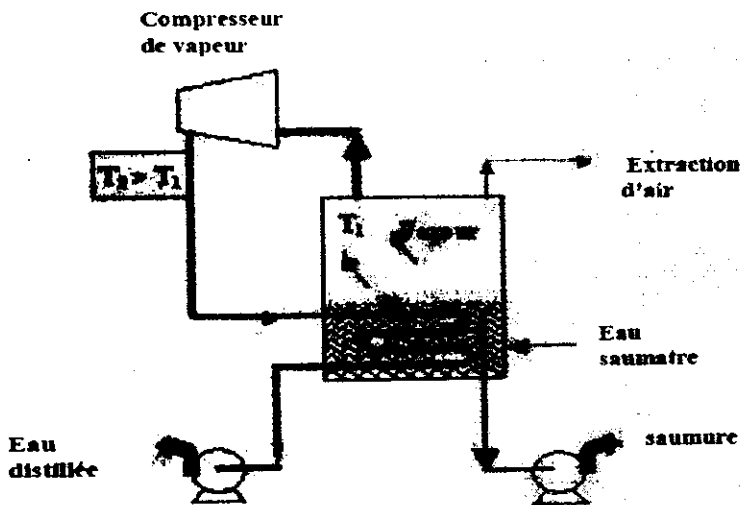 Compresseur
de vapeur
T₂ > T₁
Extraction
d'air
T₁
Vapeur
Eau
saumatre
Eau
distillée
saumure